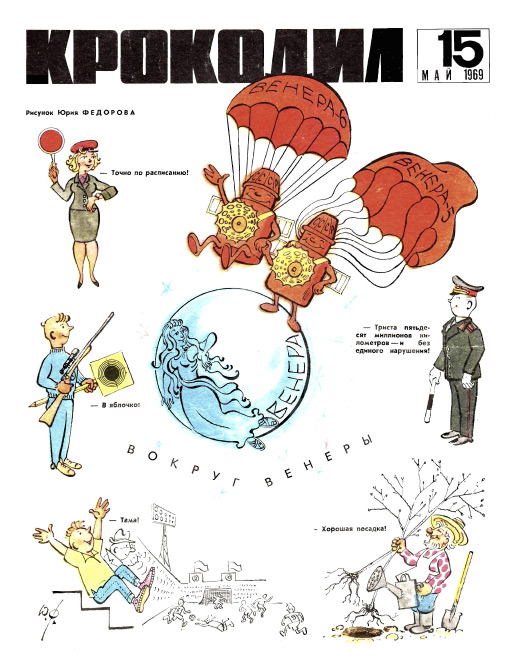 КРОКОДИЛ
15
МАЙ 1969
Рисунок Юрия ФЕДОРОВА
ВЕНЕРА-6
— Точно по расписанию!
ВЕНЕРА-5
— Триста пятьде-
сят миллионов ки-
лометров — и без
единого нарушения!
ВЕНЕРА
— В яблочко!
ВОКРУГ ВЕНЕРЫ
— Тама!
- Хорошая посадка!